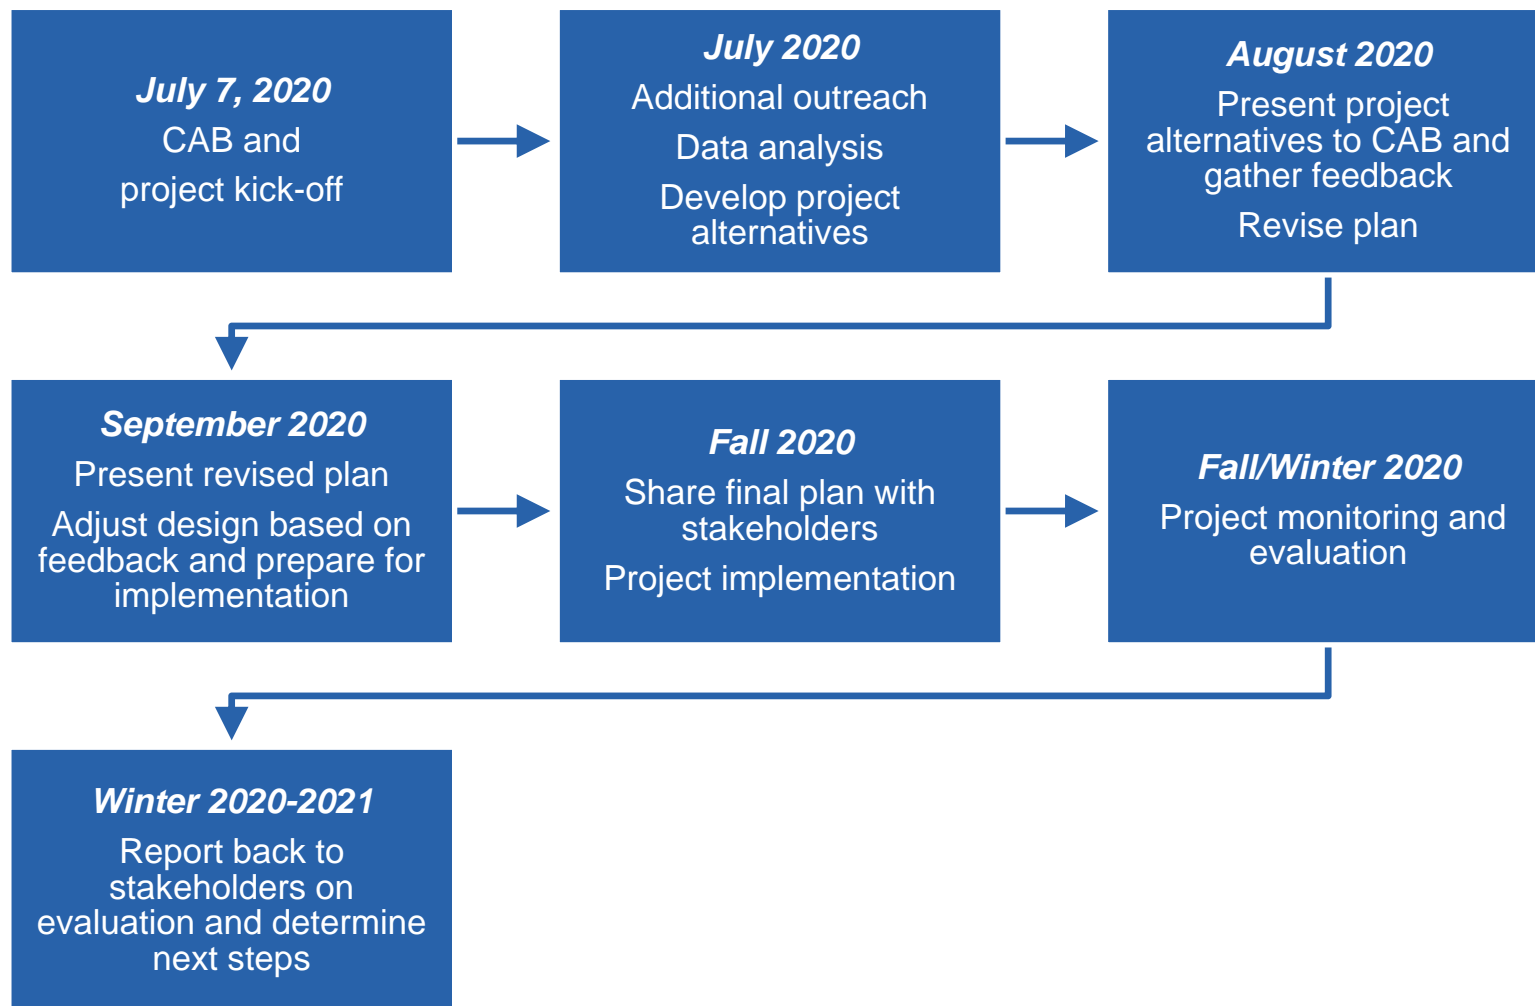 July 7, 2020
CAB and
project kick-off
July 2020
Additional outreach
Data analysis
Develop project
alternatives
August 2020
Present project
alternatives to CAB and
gather feedback
Revise plan
September 2020
Present revised plan
Adjust design based on
feedback and prepare for
implementation
Fall 2020
Share final plan with
stakeholders
Project implementation
Fall/Winter 2020
Project monitoring and
evaluation
Winter 2020-2021
Report back to
stakeholders on
evaluation and determine
next steps